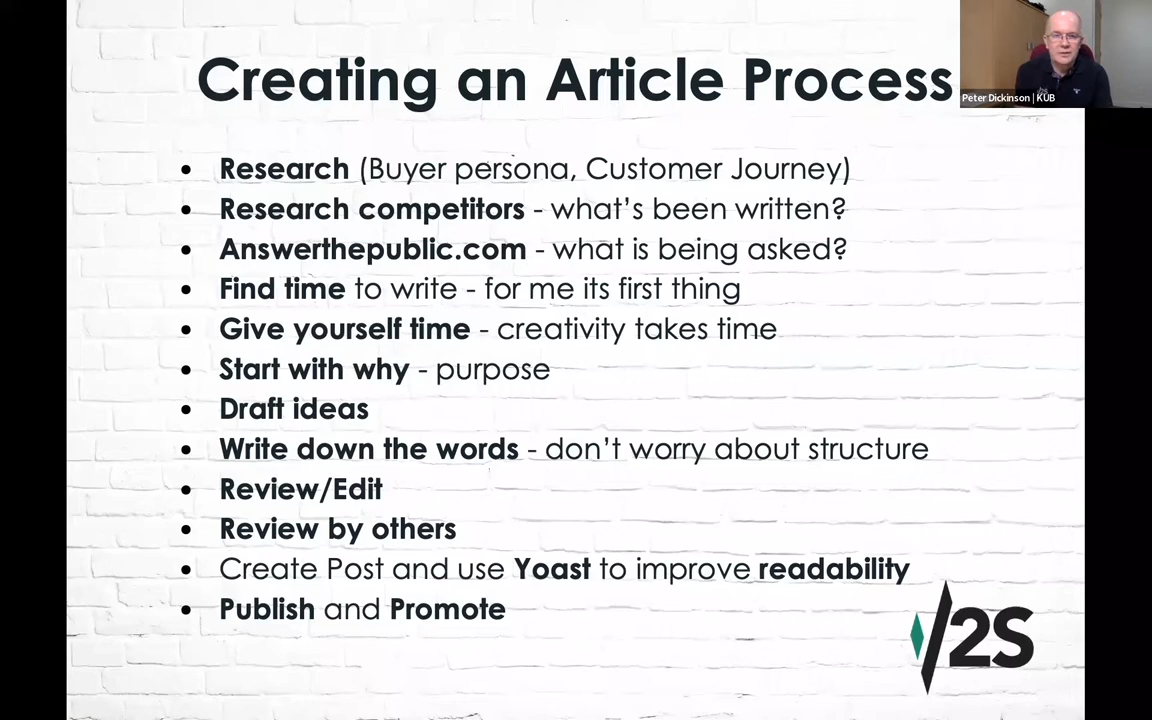 Creating an Article Process
Peter Dickinson | KUB
• Research (Buyer persona, Customer Journey)
• Research competitors - what's been written?
• Answerthepublic.com - what is being asked?
• Find time to write - for me its first thing
• Give yourself time - creativity takes time
• Start with why - purpose
• Draft ideas
• Write down the words - don't worry about structure
• Review/Edit
• Review by others
• Create Post and use Yoast to improve readability
• Publish and Promote
/2S